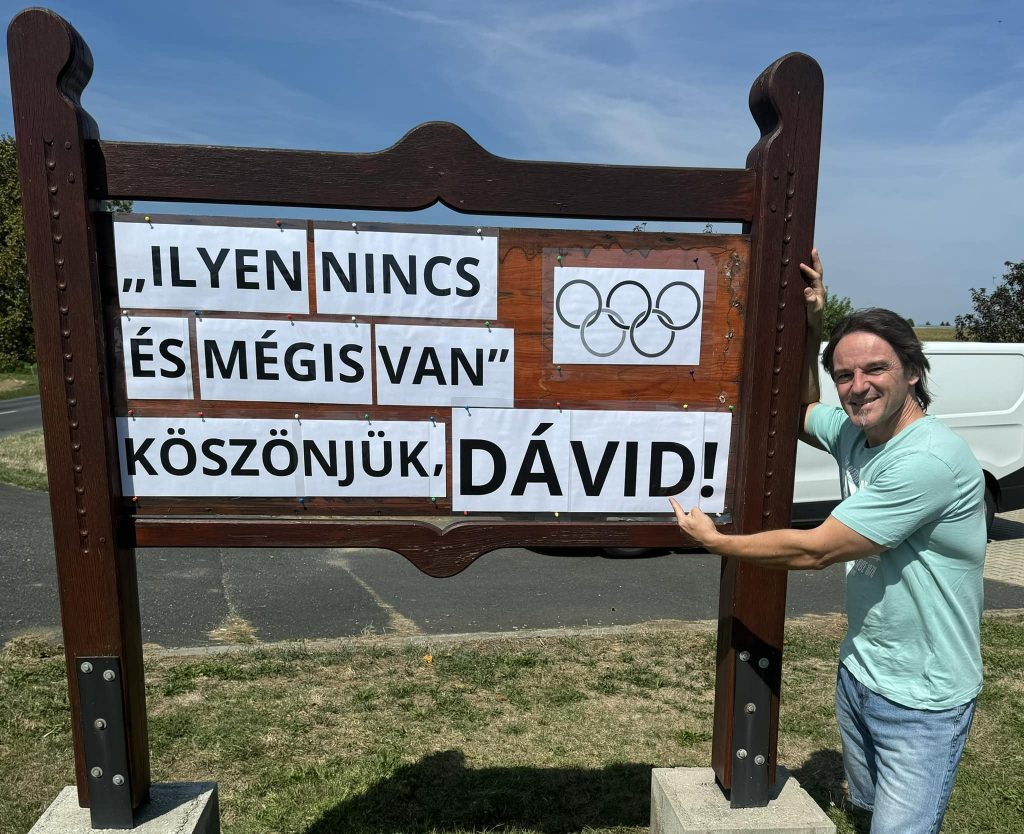 „ILYEN NINCS
ÉS MÉGIS VAN”
KÖSZÖNJÜK, DÁVID!